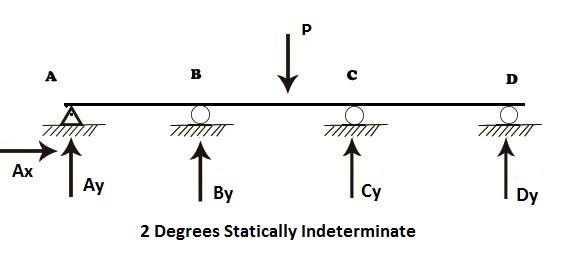 P
A B C D
Ax Ay By Cy Dy
2 Degrees Statically Indeterminate